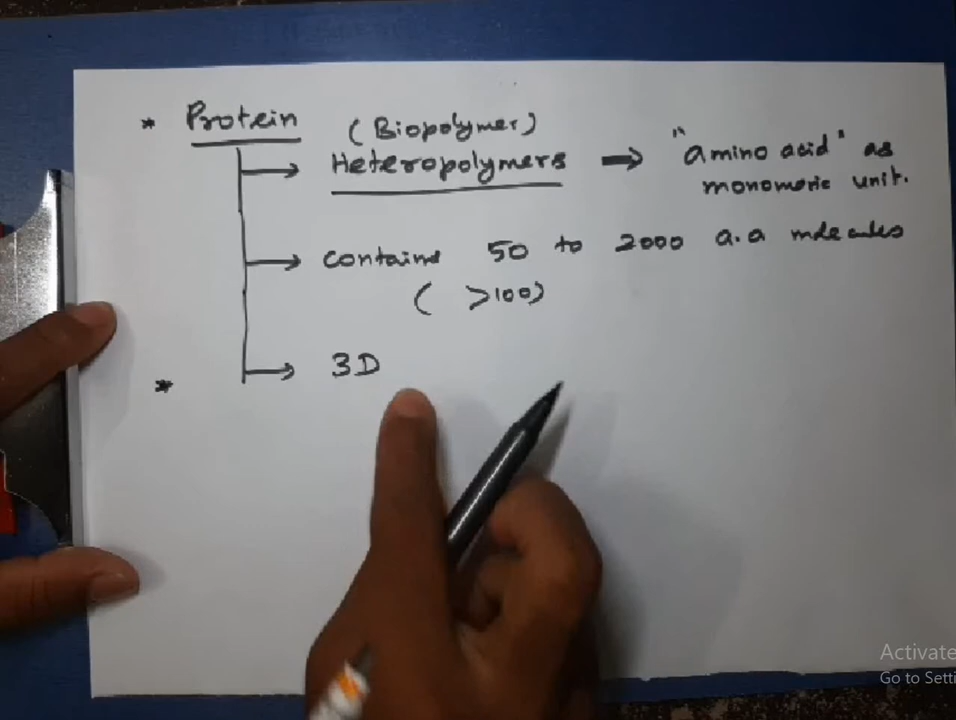 * Protein
(Biopolymer)
→ Heteropolymers → "amino acid" as
monomeric unit.
→ contains 50 to 2000 a.a molecules
( >100)
→ 3D
*
Activate
Go to Setti